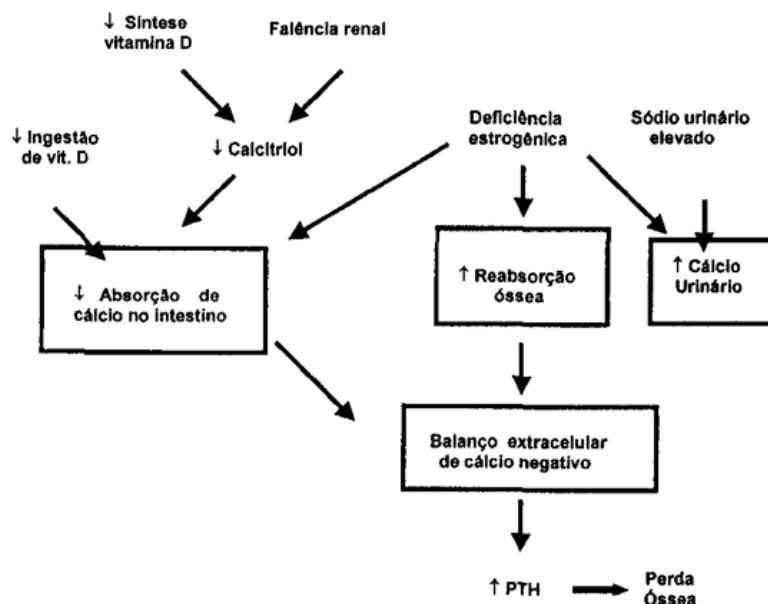 ↓ Síntese
vitamina D
Falência renal
↓ Ingestão
de vit. D
↓ Calcitriol
Deficiência
estrogênica
Sódio urinário
elevado
↓ Absorção de
cálcio no intestino
↑ Reabsorção
óssea
↑ Cálcio
Urinário
Balanço extracelular
de cálcio negativo
↑ PTH
Perda
Óssea